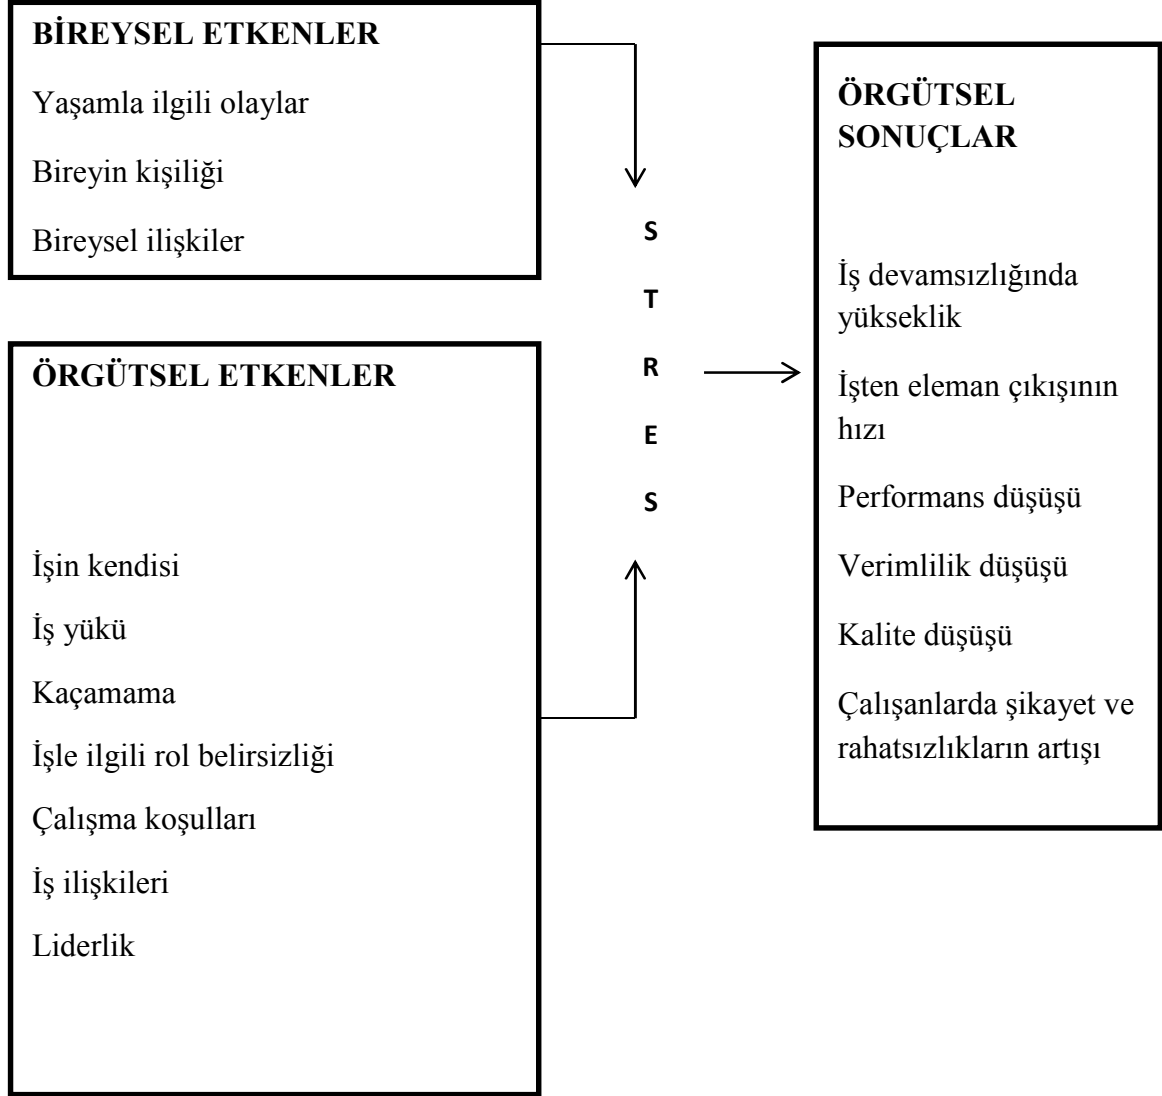 BİREYSEL ETKENLER
Yaşamla ilgili olaylar
Bireyin kişiliği
Bireysel ilişkiler
ÖRGÜTSEL ETKENLER
İşin kendisi
İş yükü
Kaçamama
İşle ilgili rol belirsizliği
Çalışma koşulları
İş ilişkileri
Liderlik
S
T
R
E
S
ÖRGÜTSEL
SONUÇLAR
İş devamsızlığında
yükseklik
İşten eleman çıkışının
hızı
Performans düşüşü
Verimlilik düşüşü
Kalite düşüşü
Çalışanlarda şikayet ve
rahatsızlıkların artışı